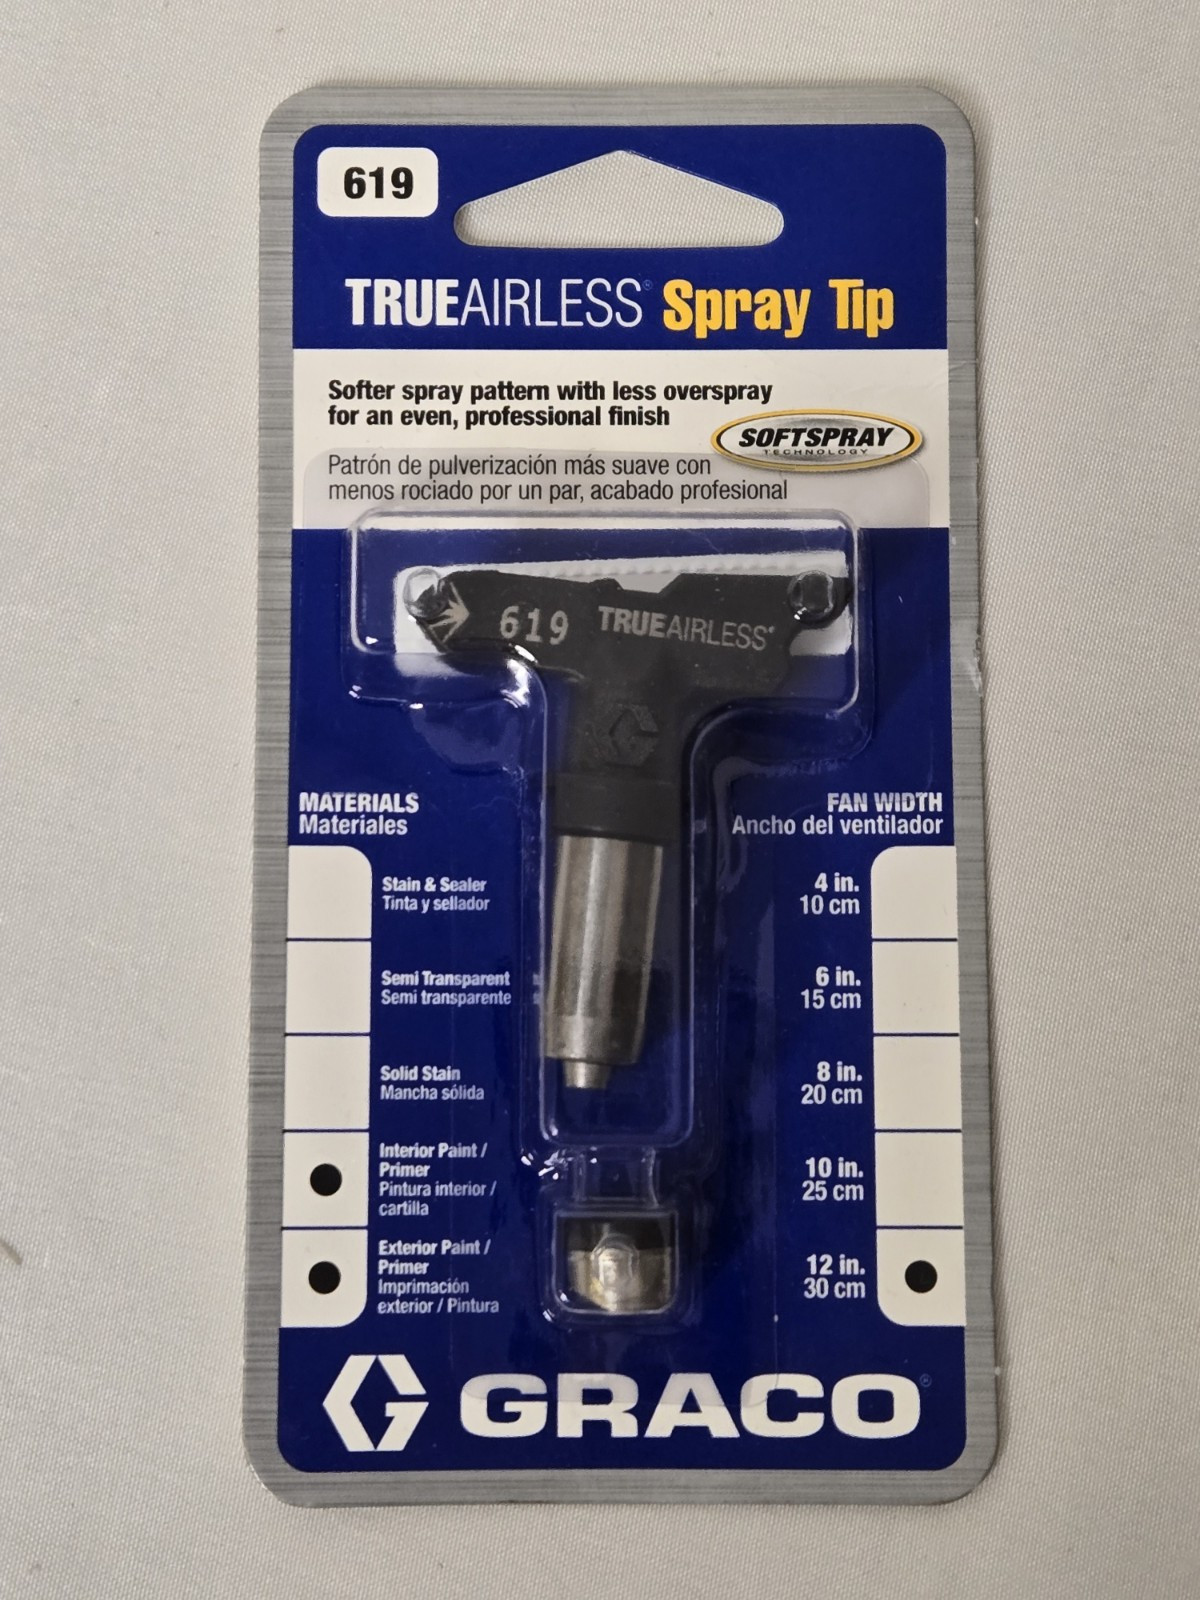 619
TRUEAIRLESS® Spray Tip
Softer spray pattern with less overspray
for an even, professional finish
SOFTSPRAY
TECHNOLOGY
Patrón de pulverización más suave con
menos rociado por un par, acabado profesional
619 TRUEAIRLESS®
G
MATERIALS
Materiales
FAN WIDTH
Ancho del ventilador
Stain & Sealer
Tinta y sellador
4 in.
10 cm
Semi Transparent
Semi transparente
6 in.
15 cm
Solid Stain
Mancha sólida
8 in.
20 cm
Interior Paint /
Primer
Pintura interior /
cartilla
10 in.
25 cm
Exterior Paint /
Primer
Imprimación
exterior / Pintura
12 in.
30 cm
G GRACO®